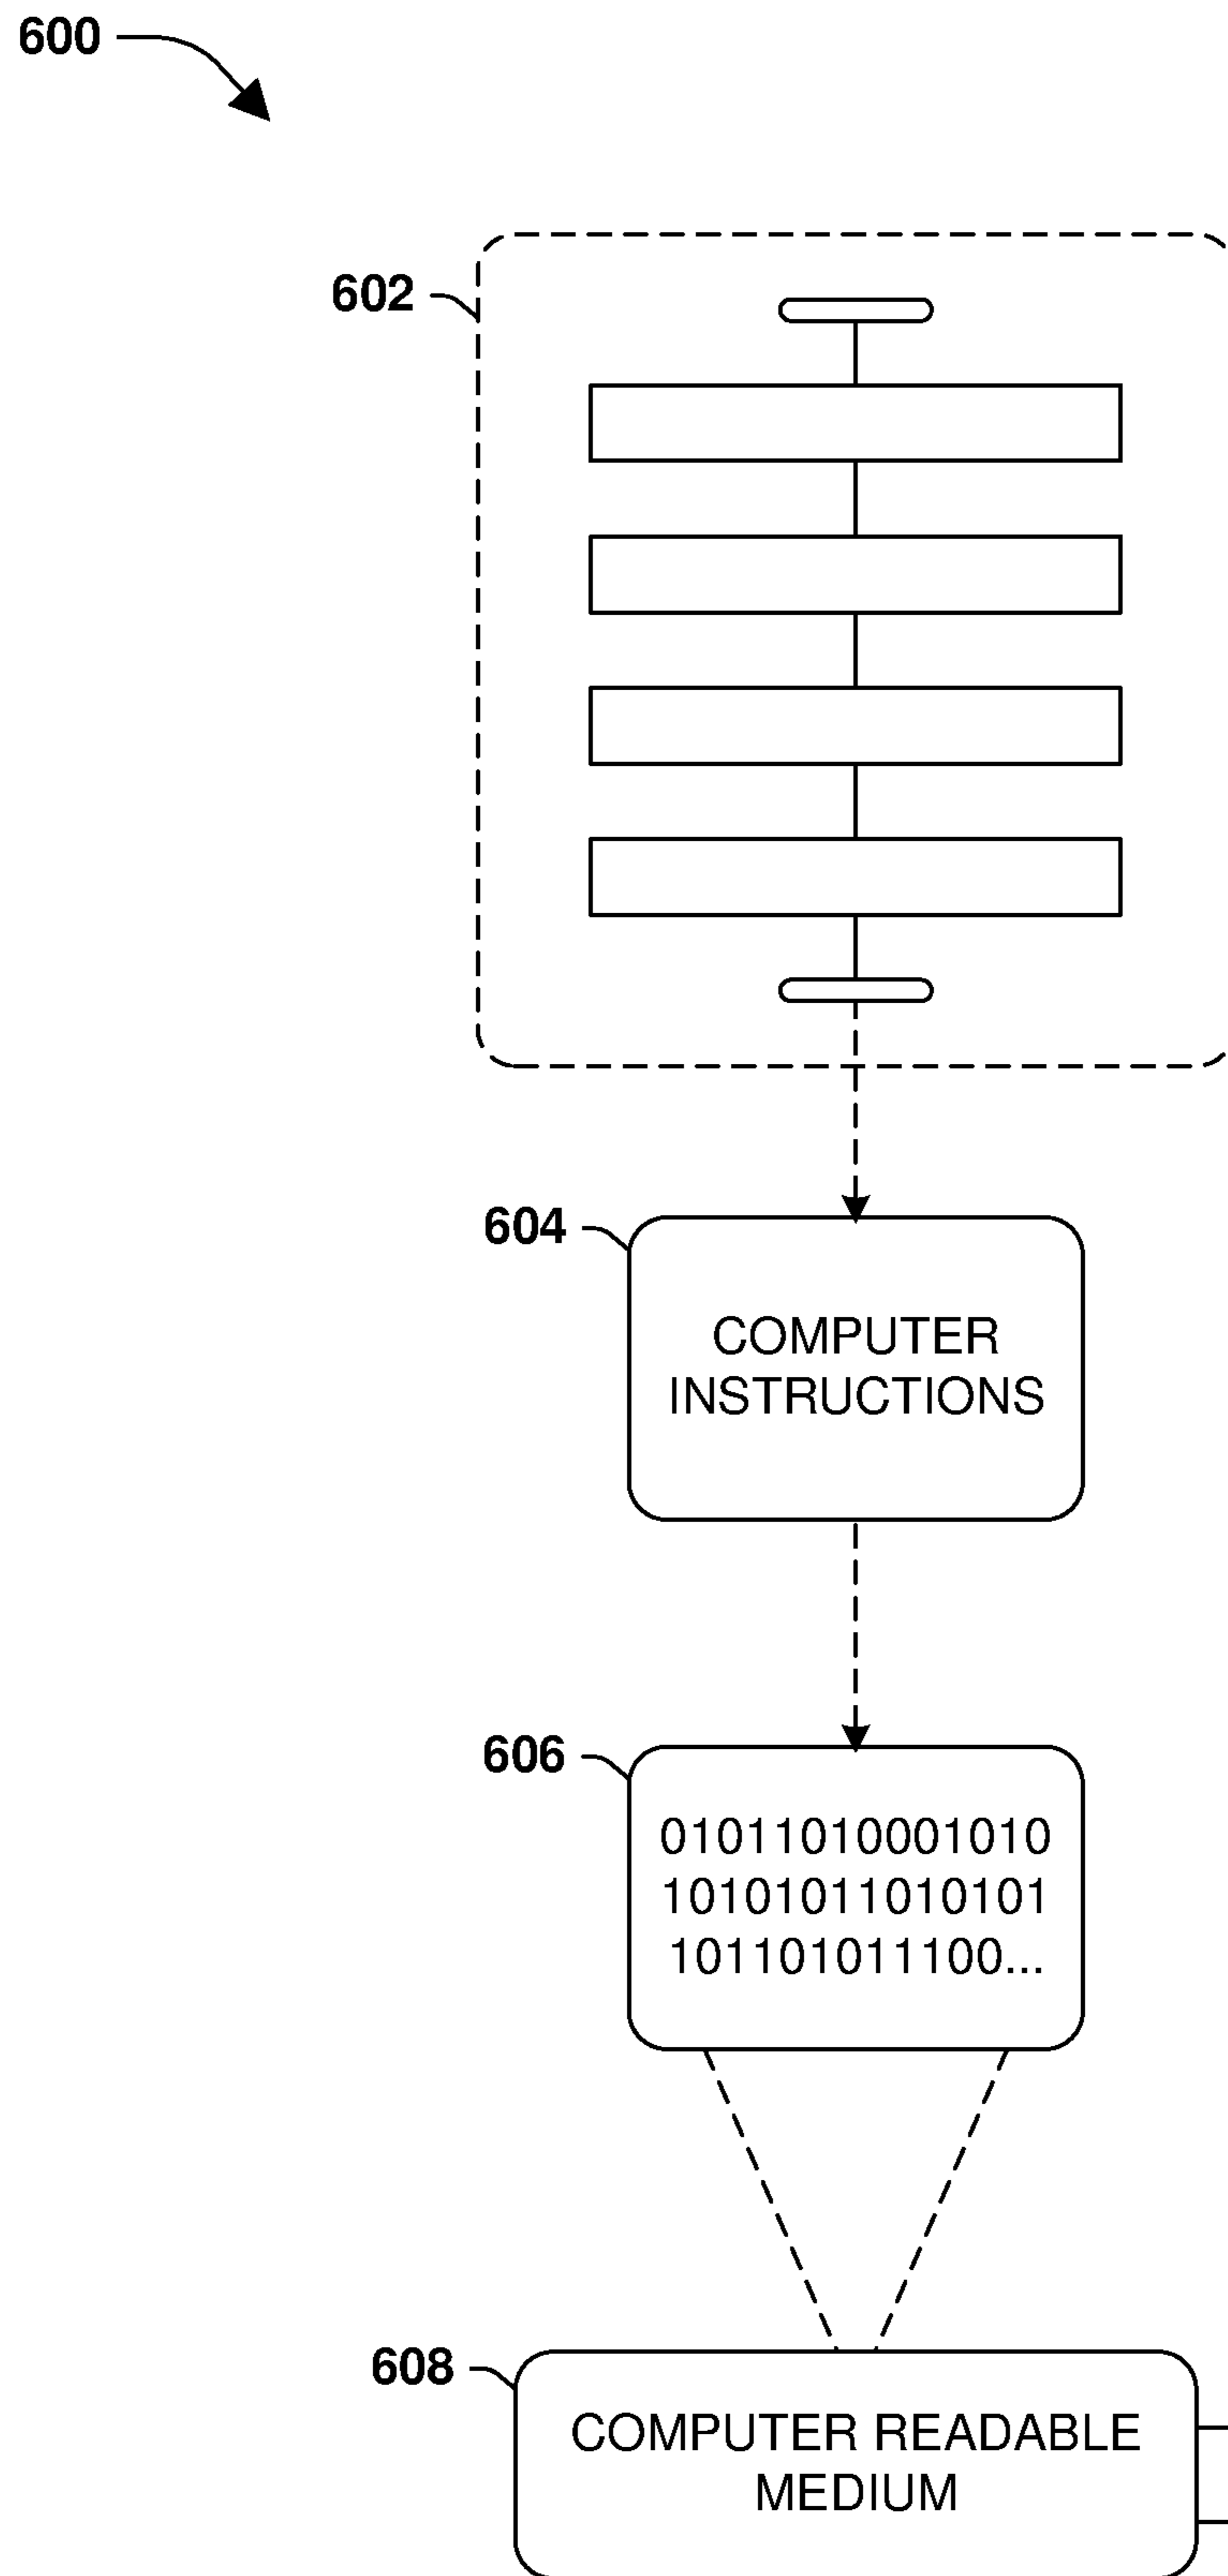 600
602
604
COMPUTER
INSTRUCTIONS
606
01011010001010
10101011010101
101101011100...
608
COMPUTER READABLE
MEDIUM